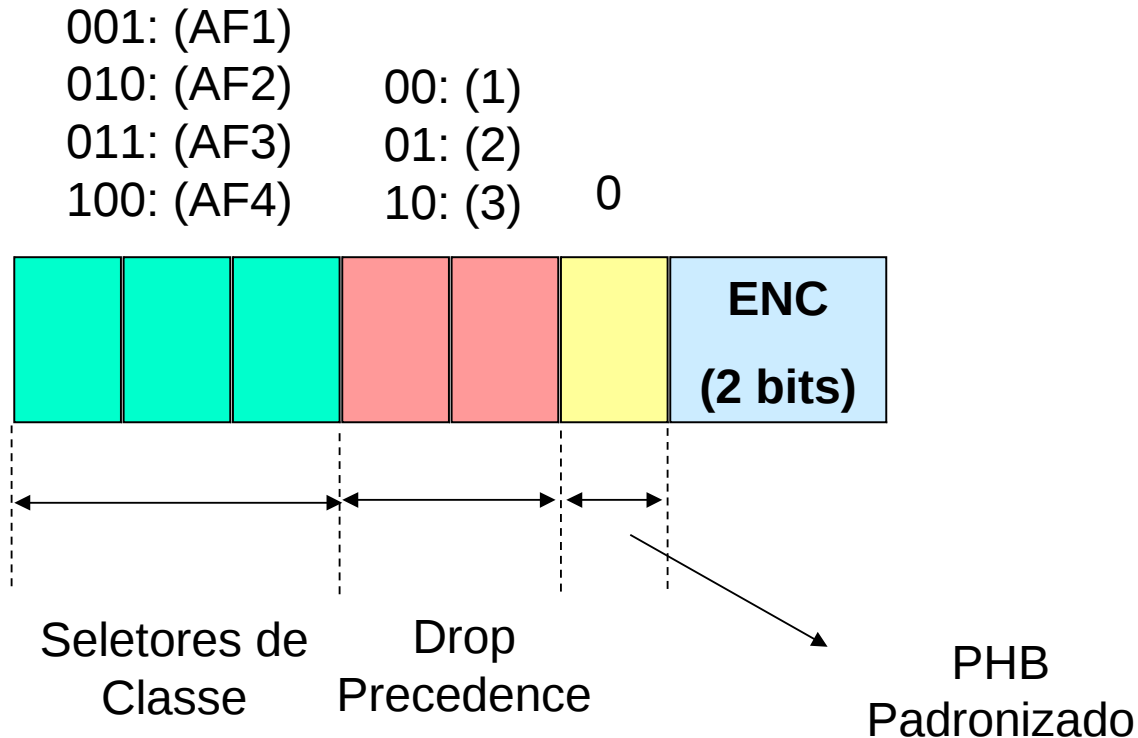 001: (AF1)
010: (AF2)
011: (AF3)
100: (AF4)
00: (1)
01: (2)
10: (3)
0
ENC
(2 bits)
Seletores de
Classe
Drop
Precedence
PHB
Padronizado